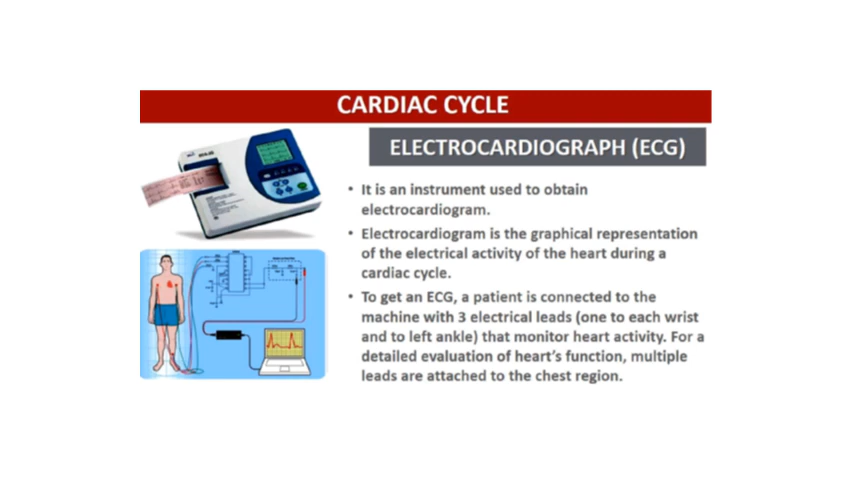 CARDIAC CYCLE
ELECTROCARDIOGRAPH (ECG)
• It is an instrument used to obtain
electrocardiogram.
• Electrocardiogram is the graphical representation
of the electrical activity of the heart during a
cardiac cycle.
• To get an ECG, a patient is connected to the
machine with 3 electrical leads (one to each wrist
and to left ankle) that monitor heart activity. For a
detailed evaluation of heart's function, multiple
leads are attached to the chest region.